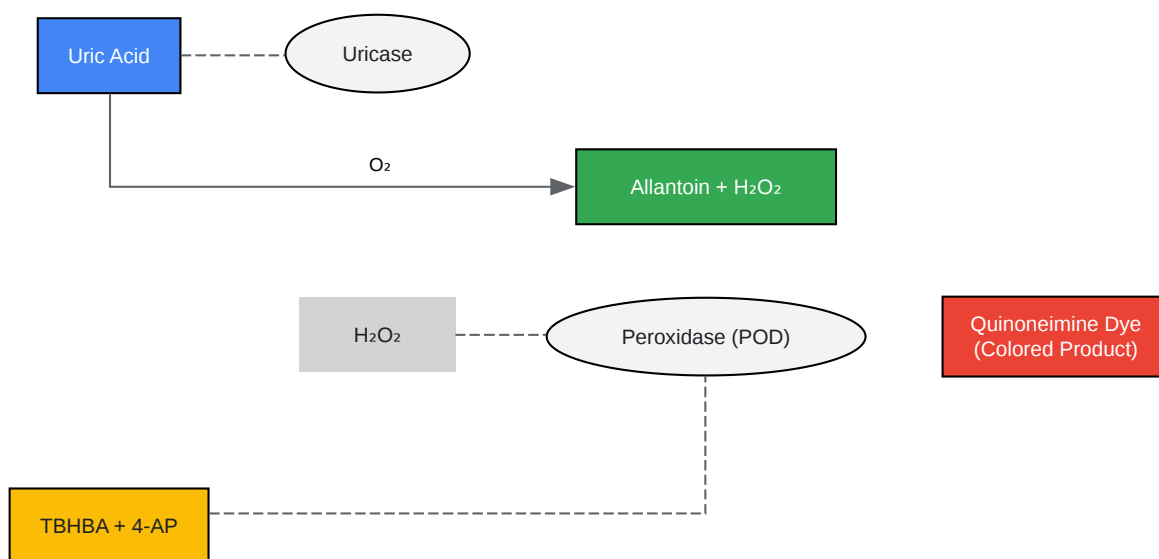 Uric Acid
Uricase
O₂
Allantoin + H₂O₂
H₂O₂
Peroxidase (POD)
Quinoneimine Dye
(Colored Product)
TBHBA + 4-AP